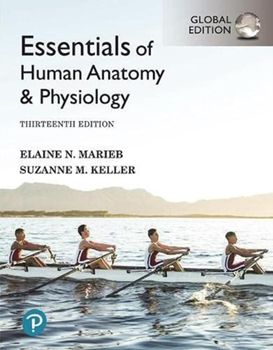 GLOBAL
EDITION
Essentials of
Human Anatomy
& Physiology
THIRTEENTH EDITION
ELAINE N. MARIEB
SUZANNE M. KELLER
P